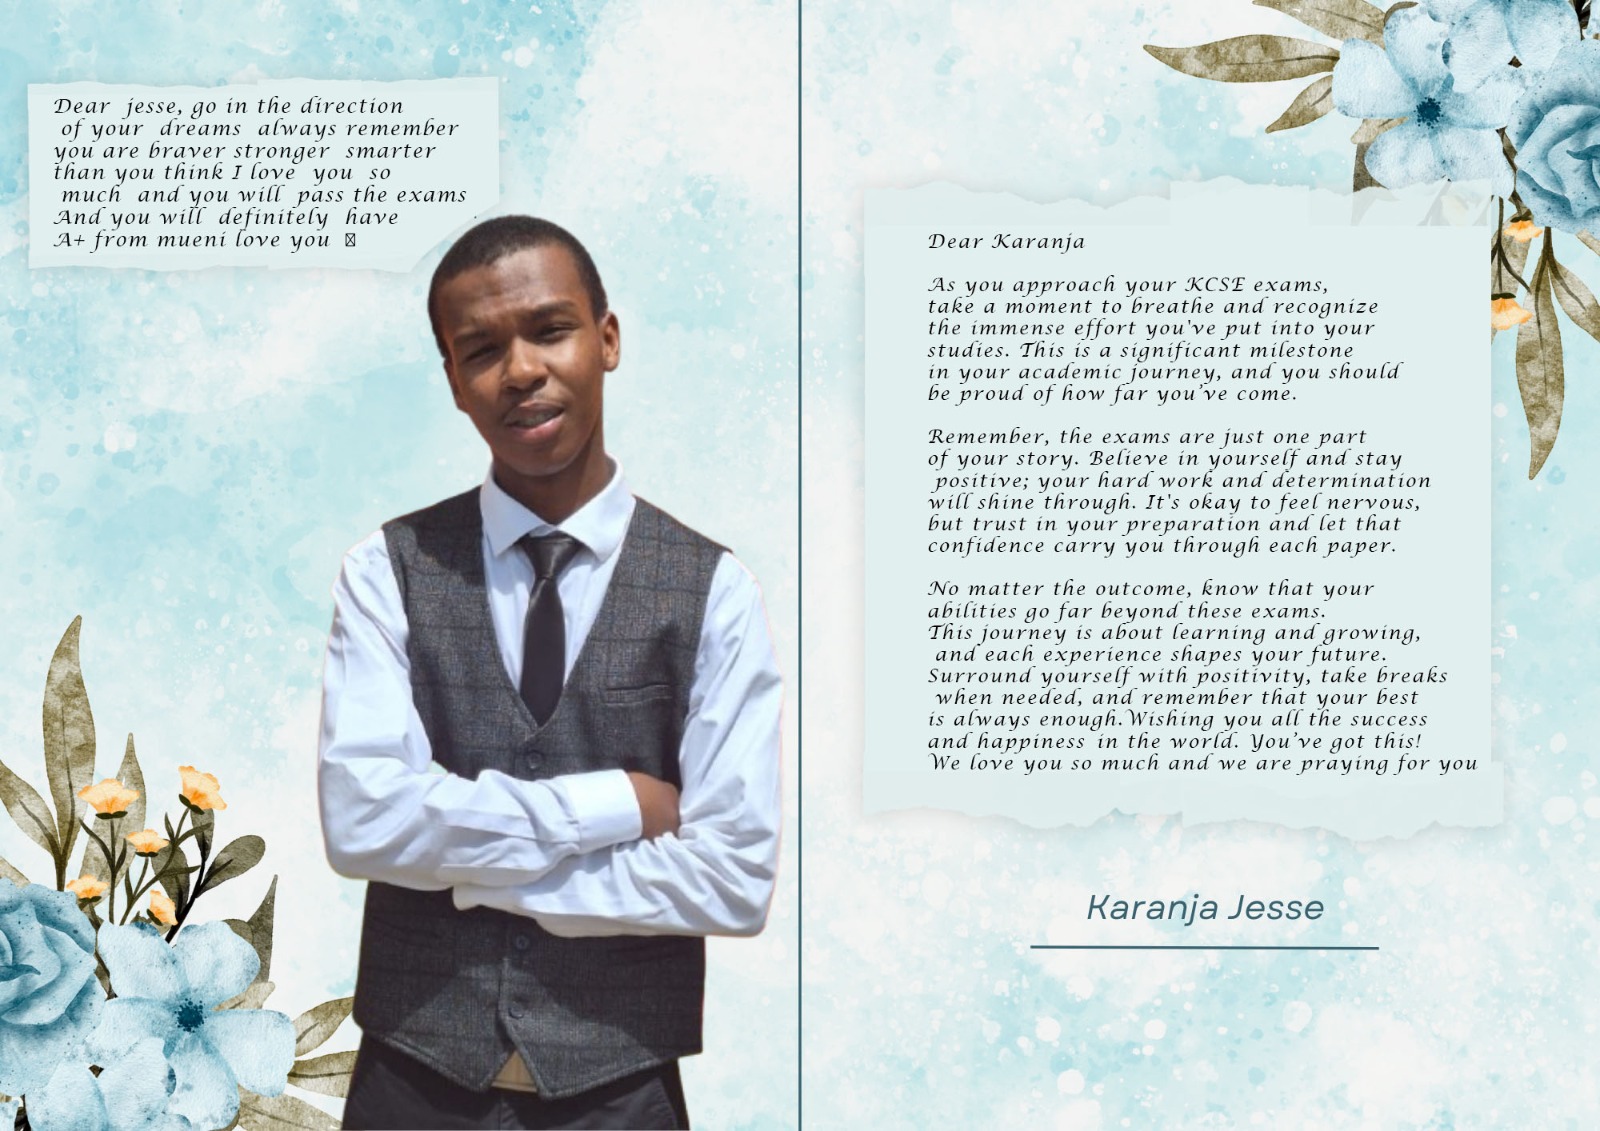 Dear jesse, go in the direction
of your dreams always remember
you are braver stronger smarter
than you think I love you so
much and you will pass the exams
And you will definitely have
A+ from mueni love you
Dear Karanja
As you approach your KCSE exams,
take a moment to breathe and recognize
the immense effort you've put into your
studies. This is a significant milestone
in your academic journey, and you should
be proud of how far you've come.
Remember, the exams are just one part
of your story. Believe in yourself and stay
positive; your hard work and determination
will shine through. It's okay to feel nervous,
but trust in your preparation and let that
confidence carry you through each paper.
No matter the outcome, know that your
abilities go far beyond these exams.
This journey is about learning and growing,
and each experience shapes your future.
Surround yourself with positivity, take breaks
when needed, and remember that your best
is always enough.Wishing you all the success
and happiness in the world. You've got this!
We love you so much and we are praying for you
Karanja Jesse